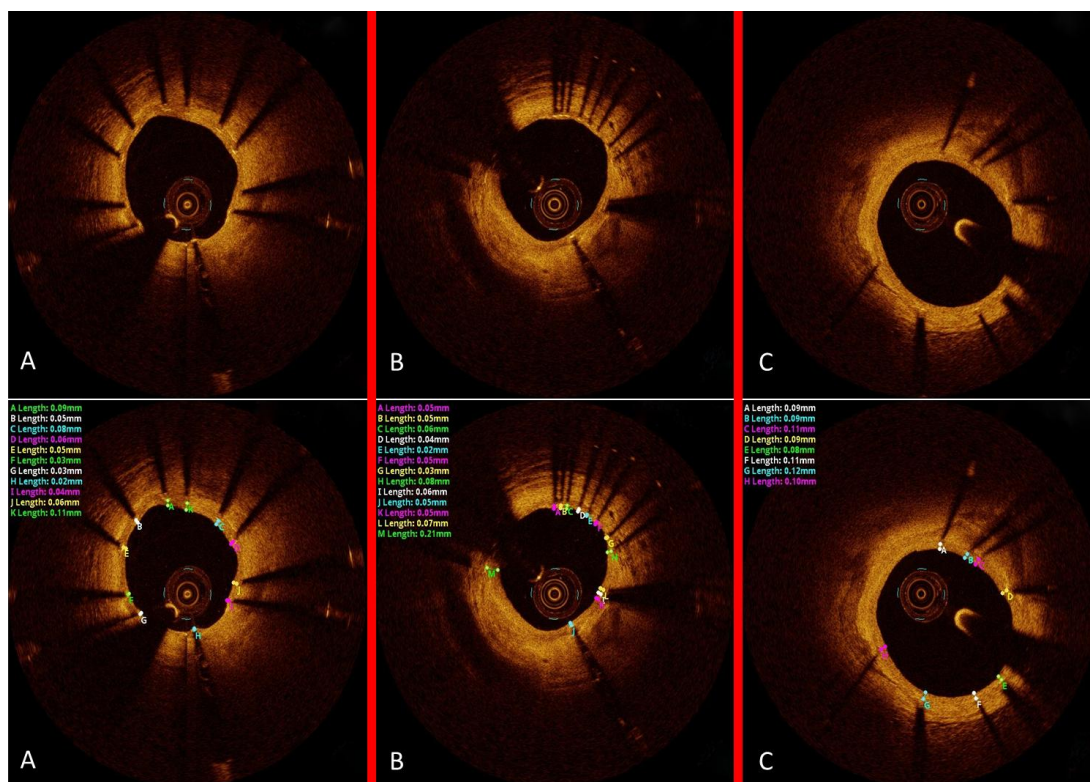 A
B
C
A Length: 0.09mm
B Length: 0.05mm
C Length: 0.08mm
D Length: 0.06mm
E Length: 0.05mm
F Length: 0.03mm
G Length: 0.03mm
H Length: 0.02mm
I Length: 0.04mm
J Length: 0.06mm
K Length: 0.11mm
A
B
E
G
H
A
A Length: 0.05mm
B Length: 0.05mm
C Length: 0.06mm
D Length: 0.04mm
E Length: 0.02mm
F Length: 0.05mm
G Length: 0.03mm
H Length: 0.08mm
I Length: 0.06mm
J Length: 0.05mm
K Length: 0.05mm
L Length: 0.07mm
M Length: 0.21mm
A B C D
E
G
M
J
B
A Length: 0.09mm
B Length: 0.09mm
C Length: 0.11mm
D Length: 0.09mm
E Length: 0.08mm
F Length: 0.11mm
G Length: 0.12mm
H Length: 0.10mm
A
B
D
E
G
F
C